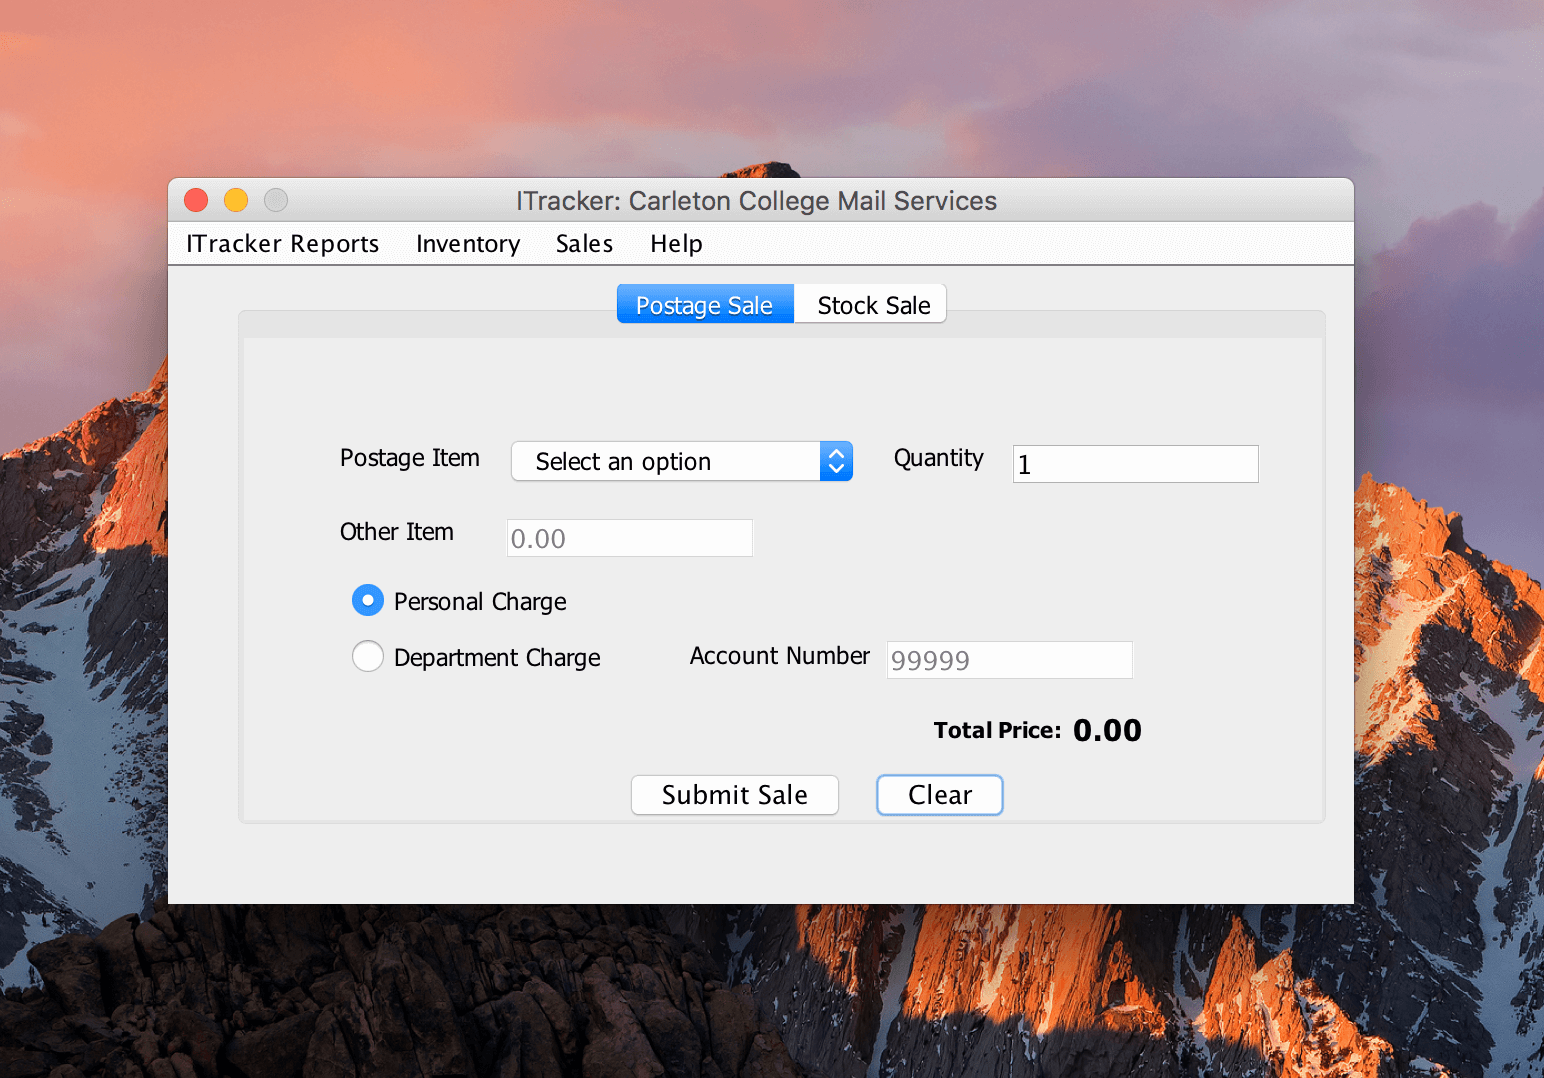 ITracker: Carleton College Mail Services
ITracker Reports Inventory Sales Help
Postage Sale Stock Sale
Postage Item Select an option Quantity 1
Other Item 0.00
Personal Charge
Department Charge Account Number 99999
Total Price: 0.00
Submit Sale Clear